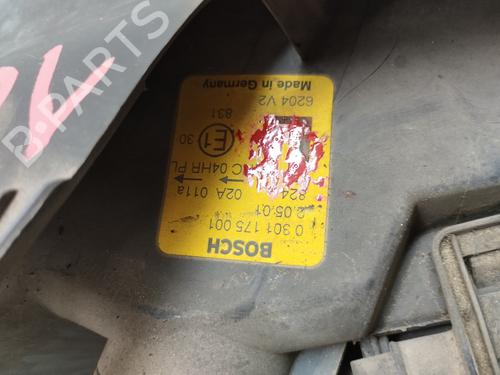 BOSCH
0 301 175 001
2.05.01
824
02A 011a
C 04HR PL
E1
30
831
6204 V2
Made in Germany
B-PARTS